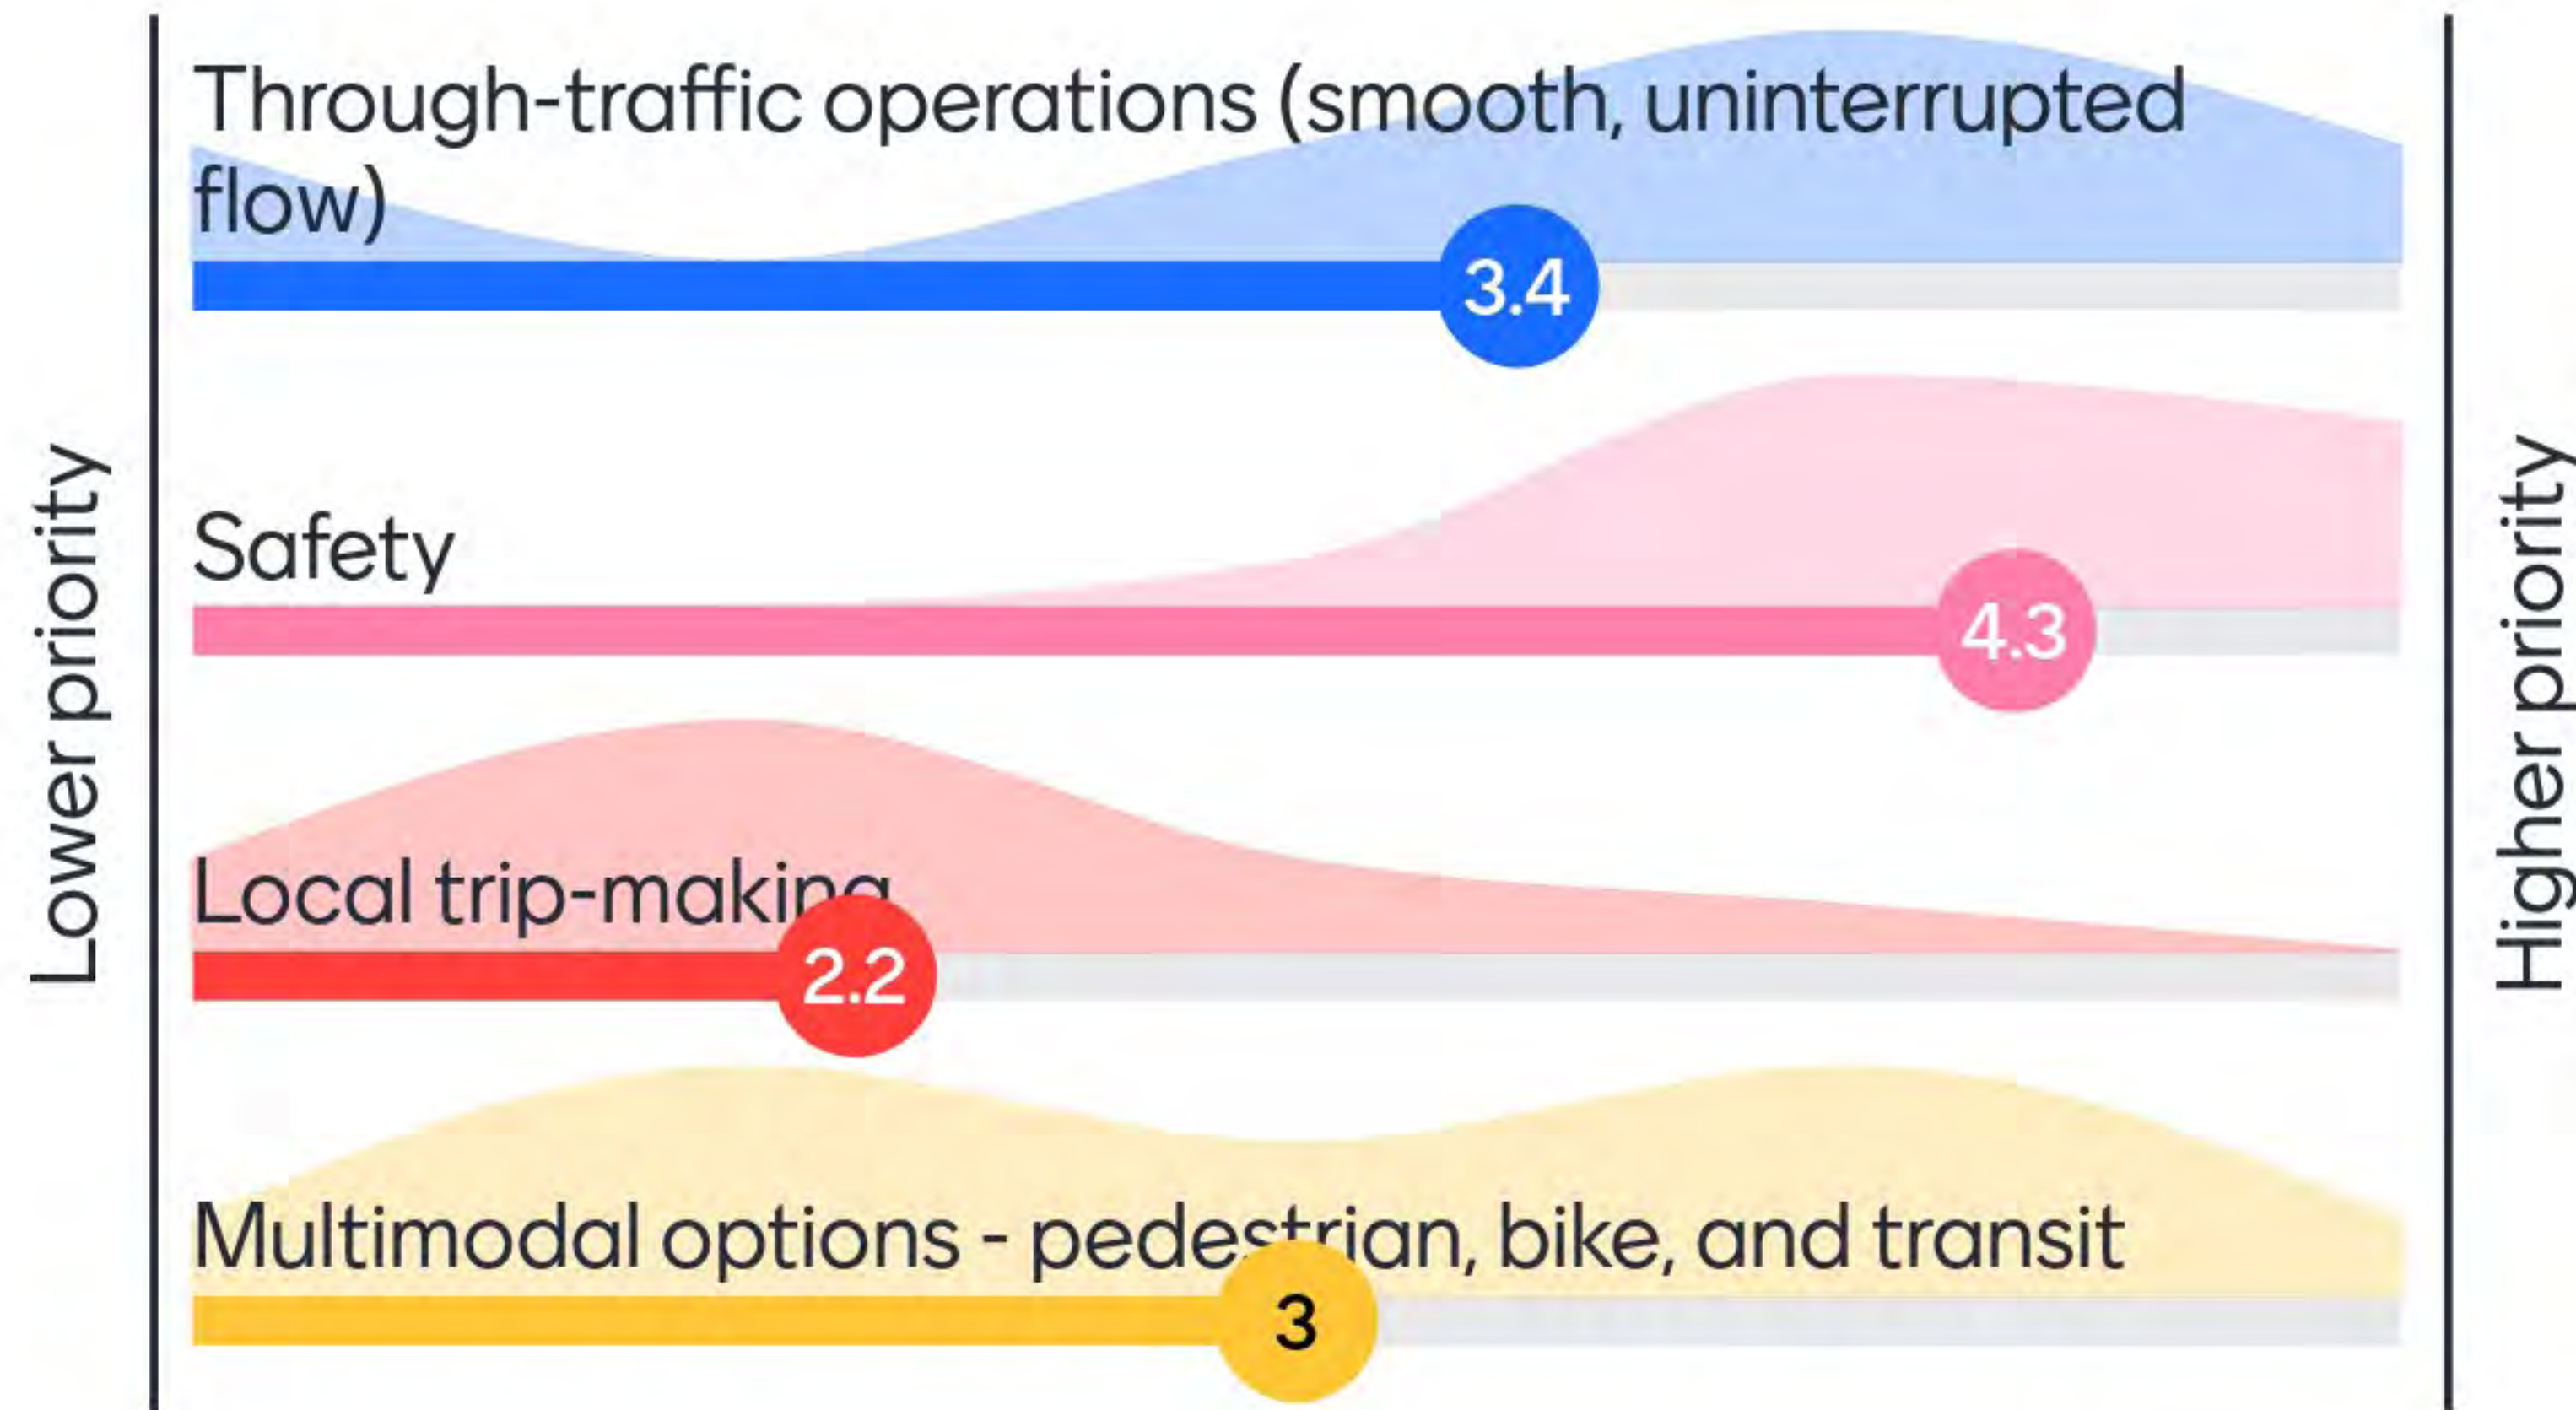 Lower priority
Through-traffic operations (smooth, uninterrupted
flow)
3.4
Safety
4.3
Local trip-making
2.2
Multimodal options - pedestrian, bike, and transit
3
Higher priority